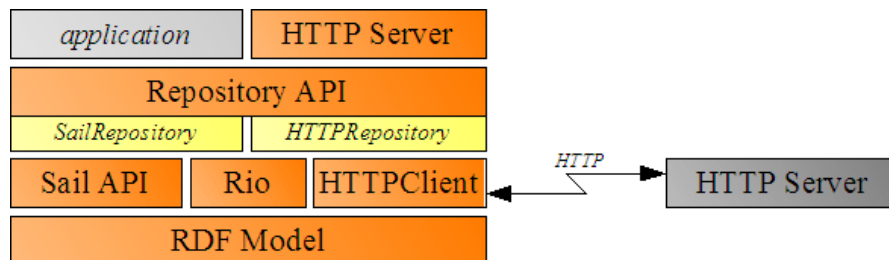 application
HTTP Server
Repository API
SailRepository
HTTPRepository
Sail API
Rio
HTTPClient
HTTP
HTTP Server
RDF Model